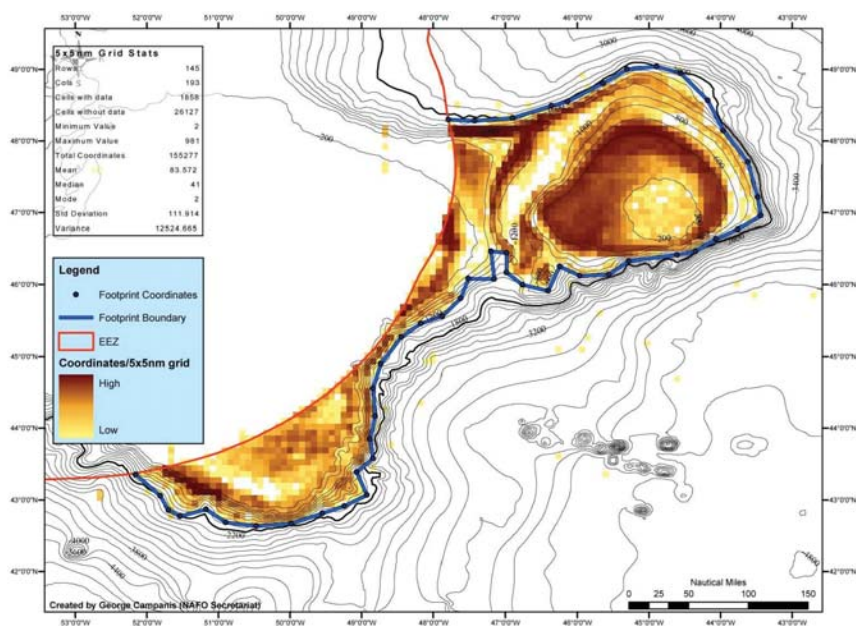 N
5x5nm Grid Stats
Rows 145
Cols 193
Cells with data 1858
Cells without data 26127
Minimum Value 2
Maximum Value 981
Total Coordinates 155277
Mean 83.572
Median 41
Mode 2
Std Deviation 111.914
Variance 12524.665
Legend
Footprint Coordinates
Footprint Boundary
EEZ
Coordinates/5x5nm grid
High
Low
49°0'0"N
48°0'0"N
47°0'0"N
46°0'0"N
45°0'0"N
44°0'0"N
43°0'0"N
42°0'0"N
-200
-200
-2200
-4000
-3600
-4400
Nautical Miles
0 25 50 100 150
Created by George Campanis (NAFO Secretariat)
53°0'0"W 52°0'0"W 51°0'0"W 50°0'0"W 49°0'0"W 48°0'0"W 47°0'0"W 46°0'0"W 45°0'0"W 44°0'0"W 43°0'0"W